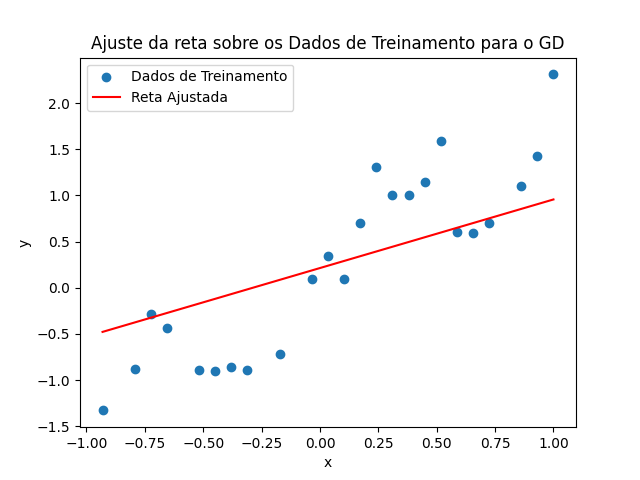 Ajuste da reta sobre os Dados de Treinamento para o GD
Dados de Treinamento
Reta Ajustada
2.0
1.5
1.0
0.5
0.0
−0.5
−1.0
−1.5
y
−1.00 −0.75 −0.50 −0.25 0.00 0.25 0.50 0.75 1.00
x